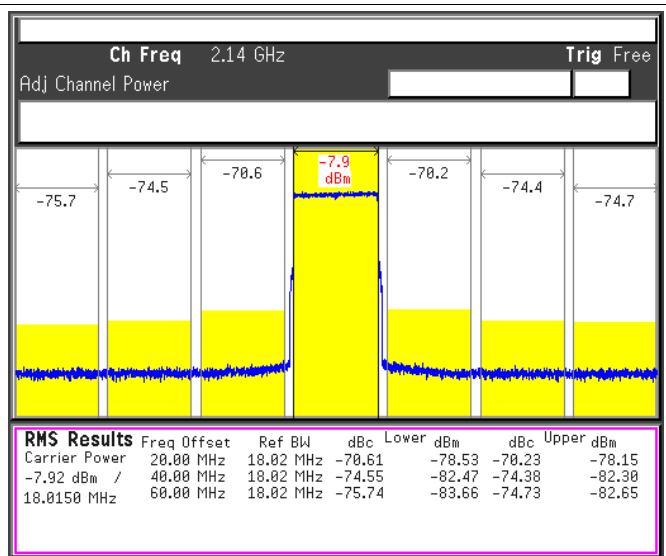 Ch Freq 2.14 GHz Trig Free
Adj Channel Power
-75.7 -74.5 -70.6 -7.9 dBm -70.2 -74.4 -74.7
RMS Results Freq Offset Ref BW dBc Lower dBm dBc Upper dBm
Carrier Power 20.00 MHz 18.02 MHz -70.61 -78.53 -70.23 -78.15
-7.92 dBm / 40.00 MHz 18.02 MHz -74.55 -82.47 -74.38 -82.30
18.0150 MHz 60.00 MHz 18.02 MHz -75.74 -83.66 -74.73 -82.65